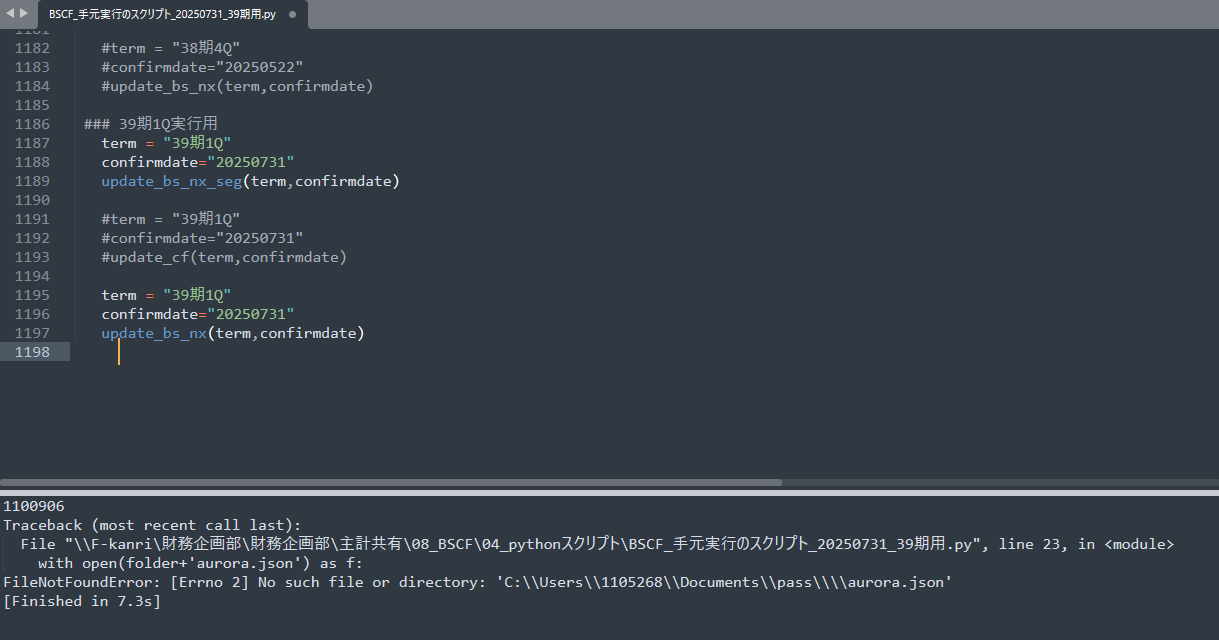 BSCF_手元実行のスクリプト_20250731_39期用.py
1181
1182 #term = "38期4Q"
1183 #confirmdate="20250522"
1184 #update_bs_nx(term,confirmdate)
1185
1186 ### 39期1Q実行用
1187 term = "39期1Q"
1188 confirmdate="20250731"
1189 update_bs_nx_seg(term,confirmdate)
1190
1191 #term = "39期1Q"
1192 #confirmdate="20250731"
1193 #update_cf(term,confirmdate)
1194
1195 term = "39期1Q"
1196 confirmdate="20250731"
1197 update_bs_nx(term,confirmdate)
1198
1100906
Traceback (most recent call last):
File "\\F-kanri\財務企画部\財務企画部\主計共有\08_BSCF\04_pythonスクリプト\BSCF_手元実行のスクリプト_20250731_39期用.py", line 23, in <module>
with open(folder+'aurora.json') as f:
FileNotFoundError: [Errno 2] No such file or directory: 'C:\\Users\\1105268\\Documents\\pass\\\\aurora.json'
[Finished in 7.3s]